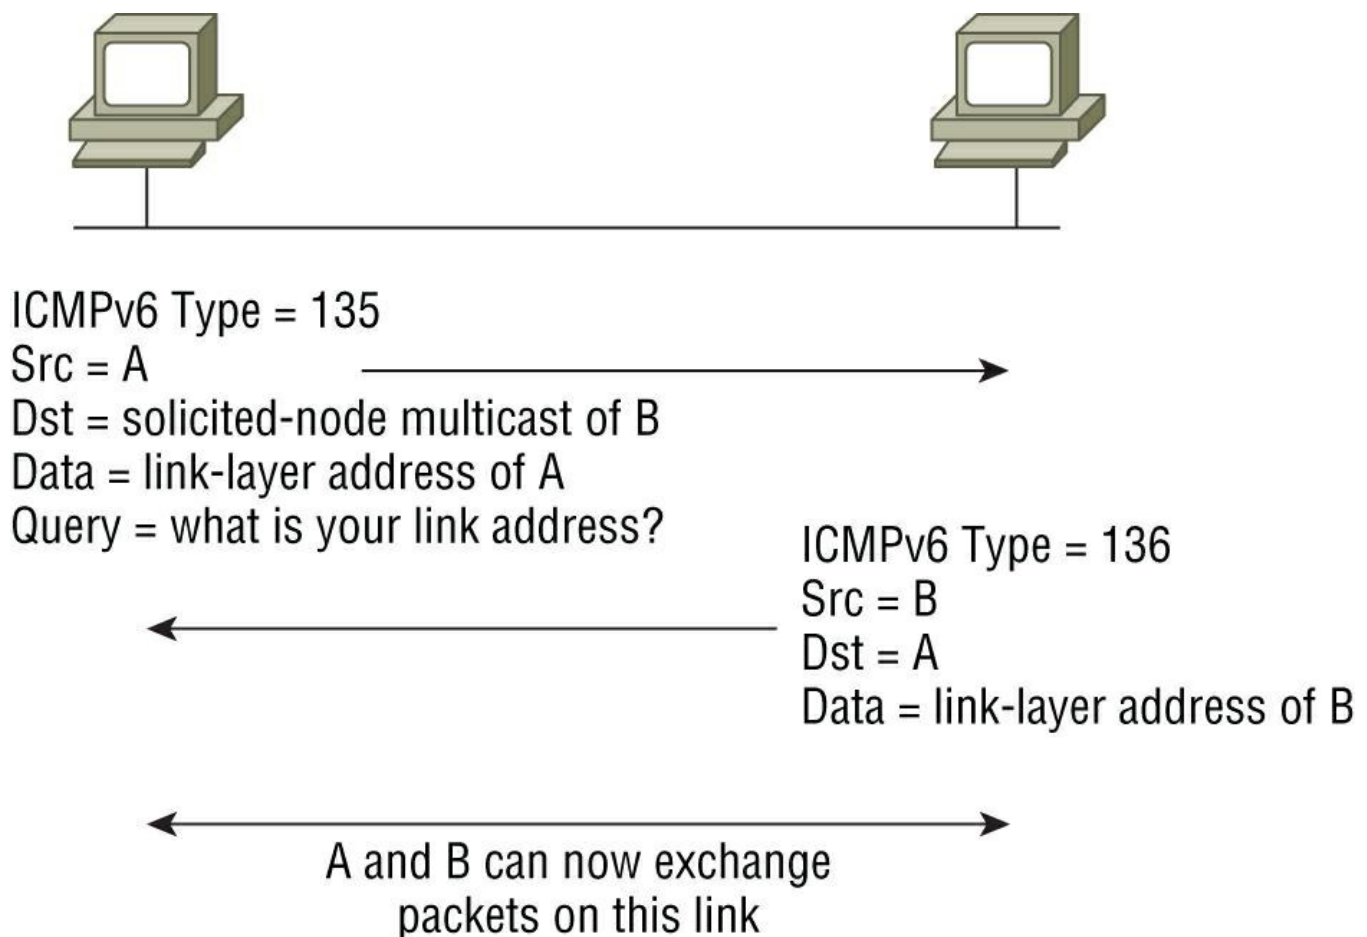 ICMPv6 Type = 135
Src = A
Dst = solicited-node multicast of B
Data = link-layer address of A
Query = what is your link address?
ICMPv6 Type = 136
Src = B
Dst = A
Data = link-layer address of B
A and B can now exchange
packets on this link